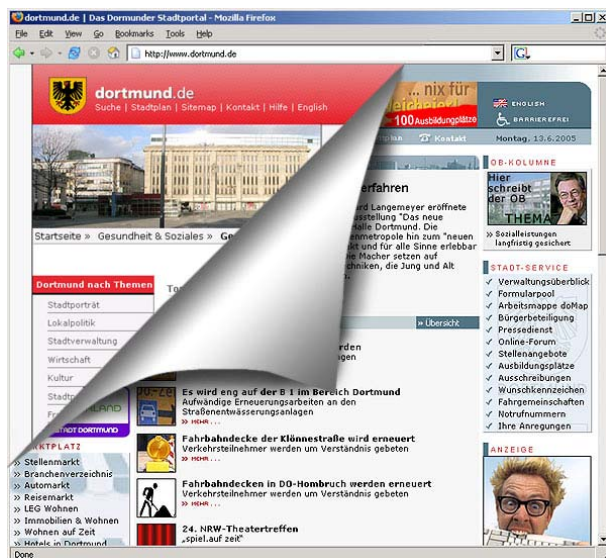 dortmund.de | Das Dormunder Stadtportal - Mozilla Firefox
File Edit View Go Bookmarks Tools Help
http://www.dortmund.de
G
dortmund.de
Suche | Stadtplan | Sitemap | Kontakt | Hilfe | English
... nix für
100 Ausbildungsplätze
ENGLISH
BARRIEREFREI
Kontakt
Montag, 13.6.2005
Startseite » Gesundheit & Soziales »
erfahren
Langemeyer eröffnete
"Das neue
Halle Dortmund. Die
hin zum "neuen
und für alle Sinne erlebbar
Macher setzen auf
die Jung und Alt
» Übersicht
Dortmund nach Themen
Stadtporträt
Lokalpolitik
Stadtverwaltung
Wirtschaft
Kultur
STADT DORTMUND
Stellenmarkt
Branchenverzeichnis
Automarkt
Reisemarkt
LEG Wohnen
Immobilien & Wohnen
Wohnen auf Zeit
Hotels in Dortmund
Es wird eng auf der B 1 im Bereich Dortmund
Aufwändige Erneuerungsarbeiten an den
Straßenentwässerungsanlagen
» MEHR ...
Fahrbahndecke der Klönnestraße wird erneuert
Verkehrsteilnehmer werden um Verständnis gebeten
» MEHR ...
Fahrbahndecken in DO-Hombruch werden erneuert
Verkehrsteilnehmer werden um Verständnis gebeten
» MEHR ...
24. NRW-Theatertreffen
„spiel.auf zeit"
OB-KOLUMNE
Hier
schreibt
der OB
THEMA
» Sozialleistungen
langfristig gesichert
STADT-SERVICE
Verwaltungsüberblick
Formularpool
Arbeitsmappe doMap
Bürgerbeteiligung
Pressedienst
Online-Forum
Stellenangebote
Ausbildungsplätze
Ausschreibungen
Wunschkennzeichen
Fahrgemeinschaften
Notrufnummern
Ihre Anregungen
ANZEIGE
Done